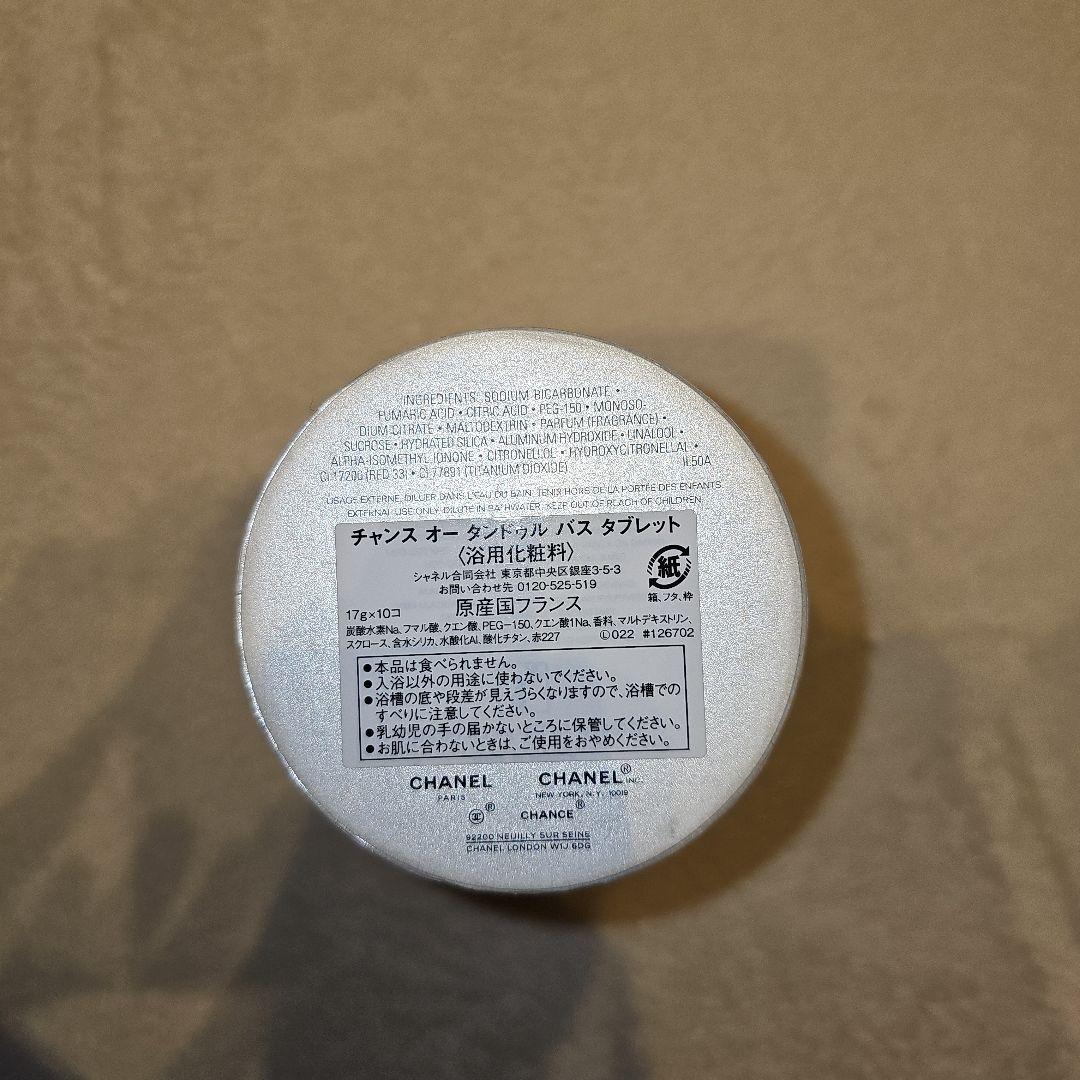 INGREDIENTS: SODIUM BICARBONATE •
FUMARIC ACID • CITRIC ACID • PEG-150 • MONOSO-
DIUM CITRATE • MALTODEXTRIN • PARFUM (FRAGRANCE) •
SUCROSE • HYDRATED SILICA • ALUMINUM HYDROXIDE • LINALOOL •
ALPHA-ISOMETHYL IONONE • CITRONELLOL • HYDROXYCITRONELLAL •
CI 17200 (RED 33) • CI 77891 (TITANIUM DIOXIDE) IL50A
USAGE EXTERNE. DILUER DANS L'EAU DU BAIN. TENIR HORS DE LA PORTÉE DES ENFANTS.
EXTERNAL USE ONLY. DILUTE IN BATHWATER. KEEP OUT OF REACH OF CHILDREN.
チャンス オー タンドゥル バス タブレット
〈浴用化粧料〉
シャネル合同会社 東京都中央区銀座3-5-3
お問い合わせ先 0120-525-519
紙
箱、フタ、枠
17g×10コ 原産国フランス
炭酸水素Na、フマル酸、クエン酸、PEG-150、クエン酸1Na、香料、マルトデキストリン、
スクロース、含水シリカ、水酸化Al、酸化チタン、赤227 Ⓛ022 #126702
●本品は食べられません。
●入浴以外の用途に使わないでください。
●浴槽の底や段差が見えづらくなりますので、浴槽での
すべりに注意してください。
●乳幼児の手の届かないところに保管してください。
●お肌に合わないときは、ご使用をおやめください。
CHANEL CHANEL® INC.
PARIS NEW YORK, N.Y. 10019
® CHANCE®
92200 NEUILLY SUR SEINE
CHANEL LONDON W1J 6DG